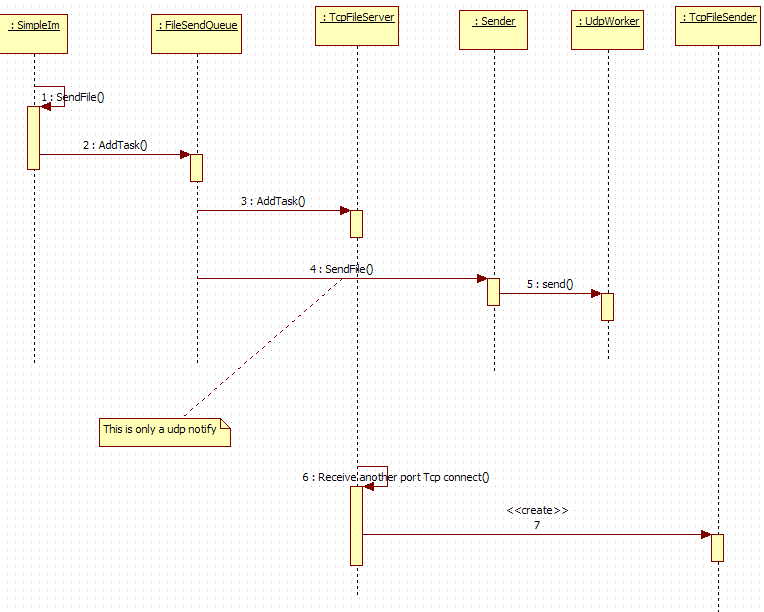 : SimpleIm
: FileSendQueue
: TcpFileServer
: Sender
: UdpWorker
: TcpFileSender
1 : SendFile()
2 : AddTask()
3 : AddTask()
4 : SendFile()
5 : send()
This is only a udp notify
6 : Receive another port Tcp connect()
<<create>>
7